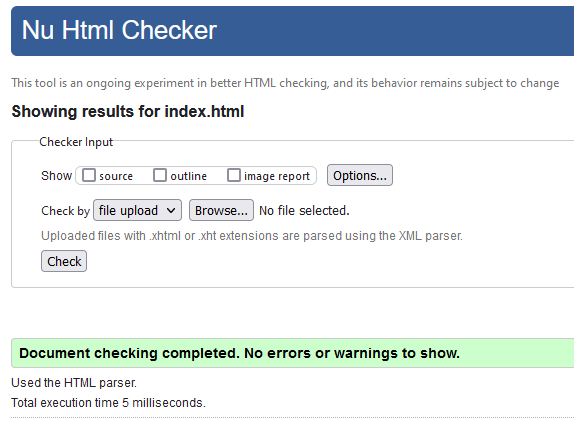 Nu Html Checker
This tool is an ongoing experiment in better HTML checking, and its behavior remains subject to change
Showing results for index.html
Checker Input
Show source outline image report Options...
Check by file upload Browse... No file selected.
Uploaded files with .xhtml or .xht extensions are parsed using the XML parser.
Check
Document checking completed. No errors or warnings to show.
Used the HTML parser.
Total execution time 5 milliseconds.